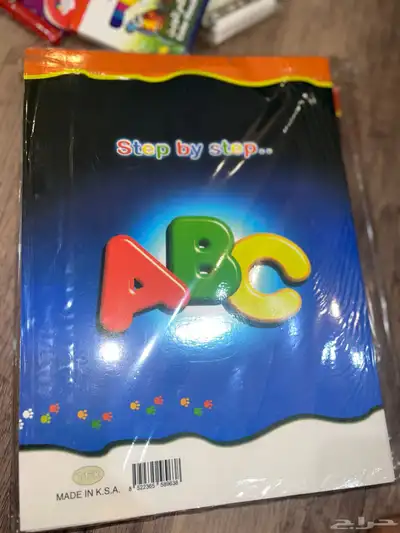 Step by step..
ABC
MADE IN K.S.A.
حراج